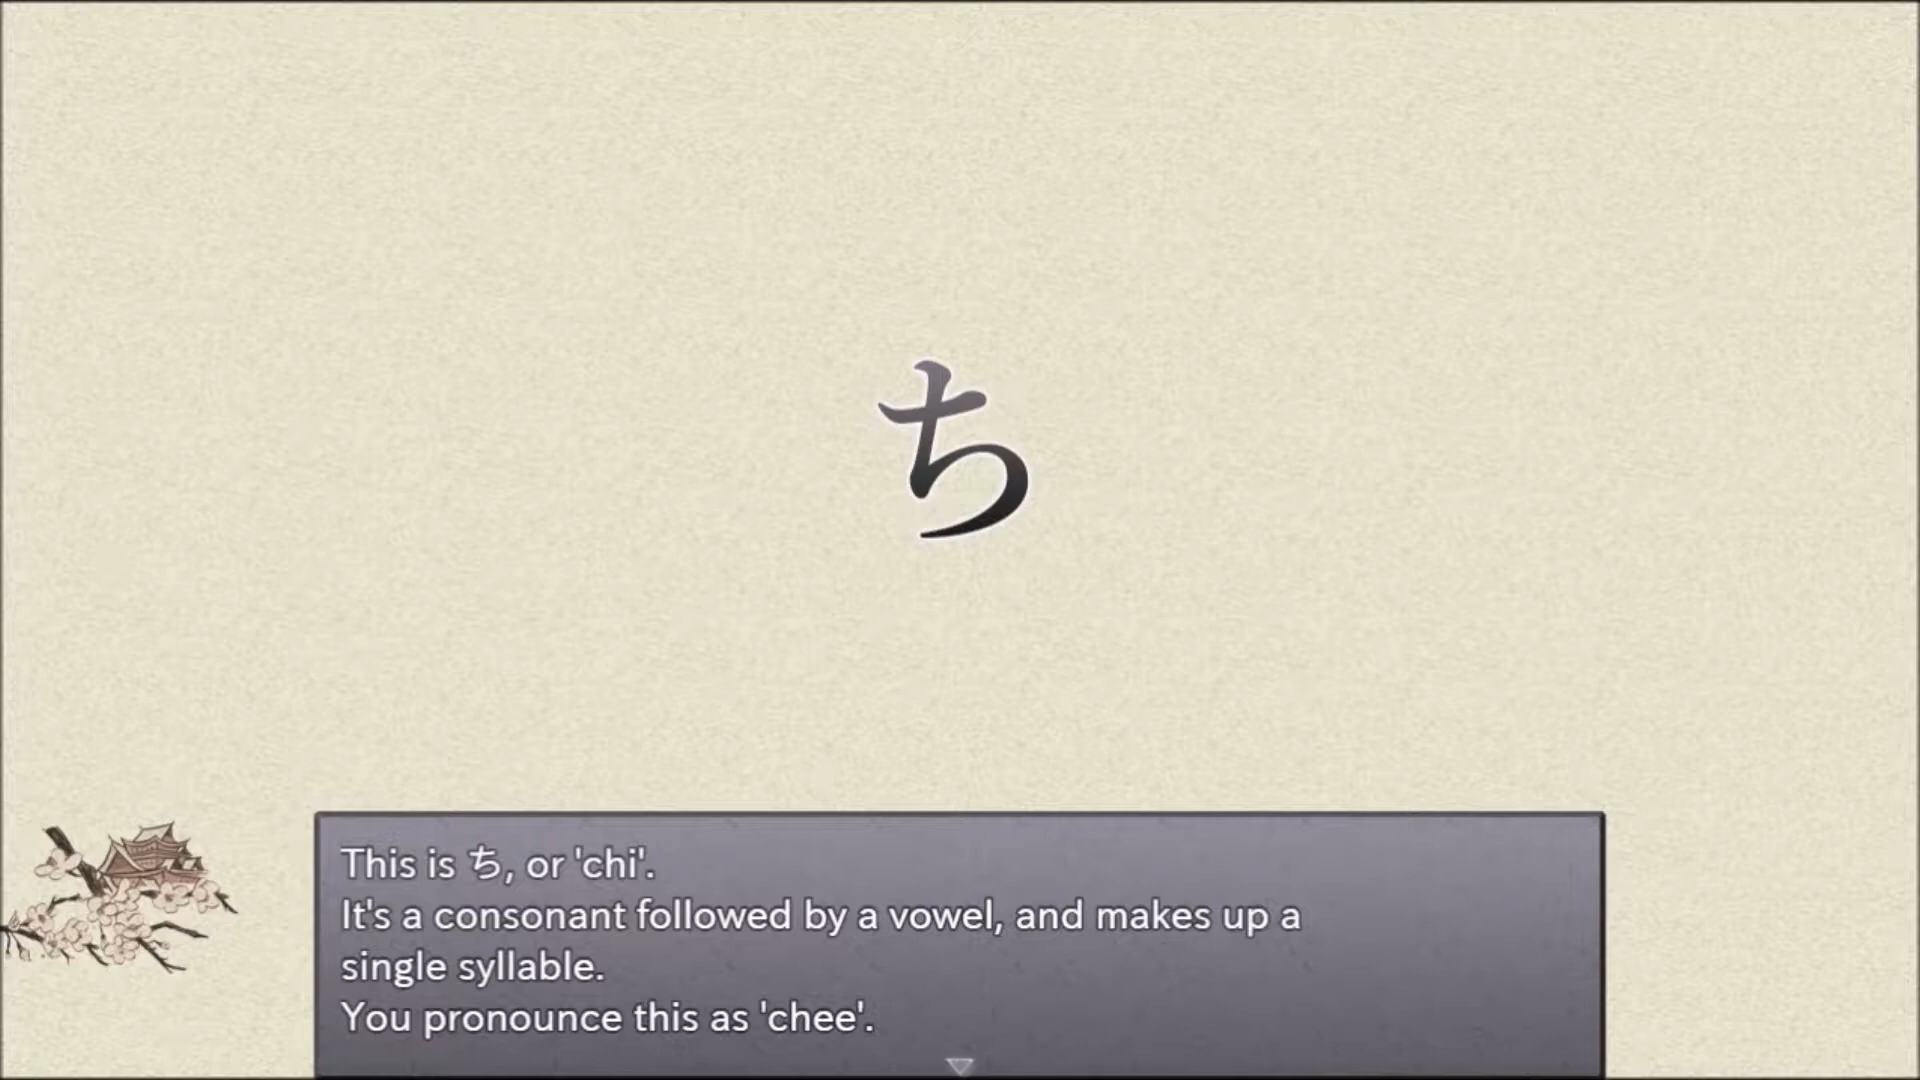 ち
This is ち, or 'chi'.
It's a consonant followed by a vowel, and makes up a
single syllable.
You pronounce this as 'chee'.